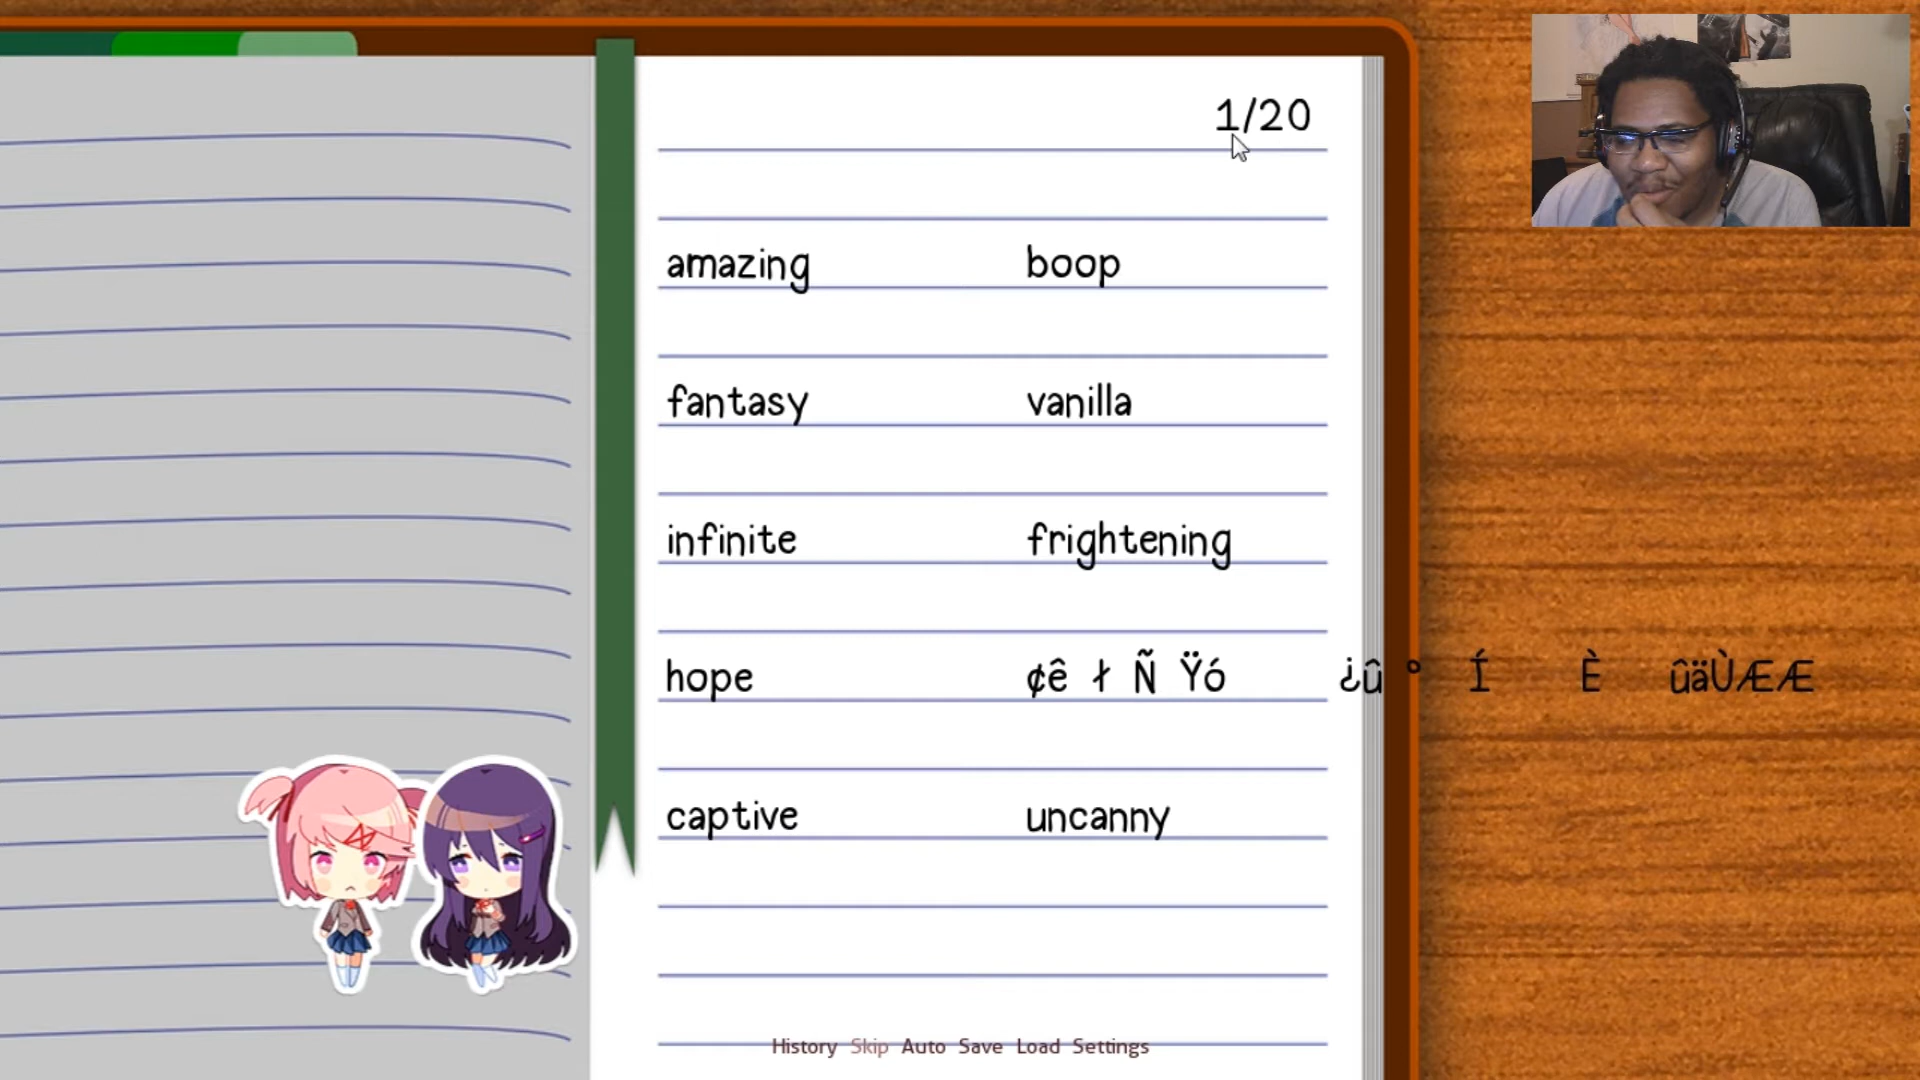 1/20
amazing boop
fantasy vanilla
infinite frightening
hope ¢ê ł Ñ Ÿó ¿û º Í È ûäÙÆÆ
captive uncanny
History Skip Auto Save Load Settings